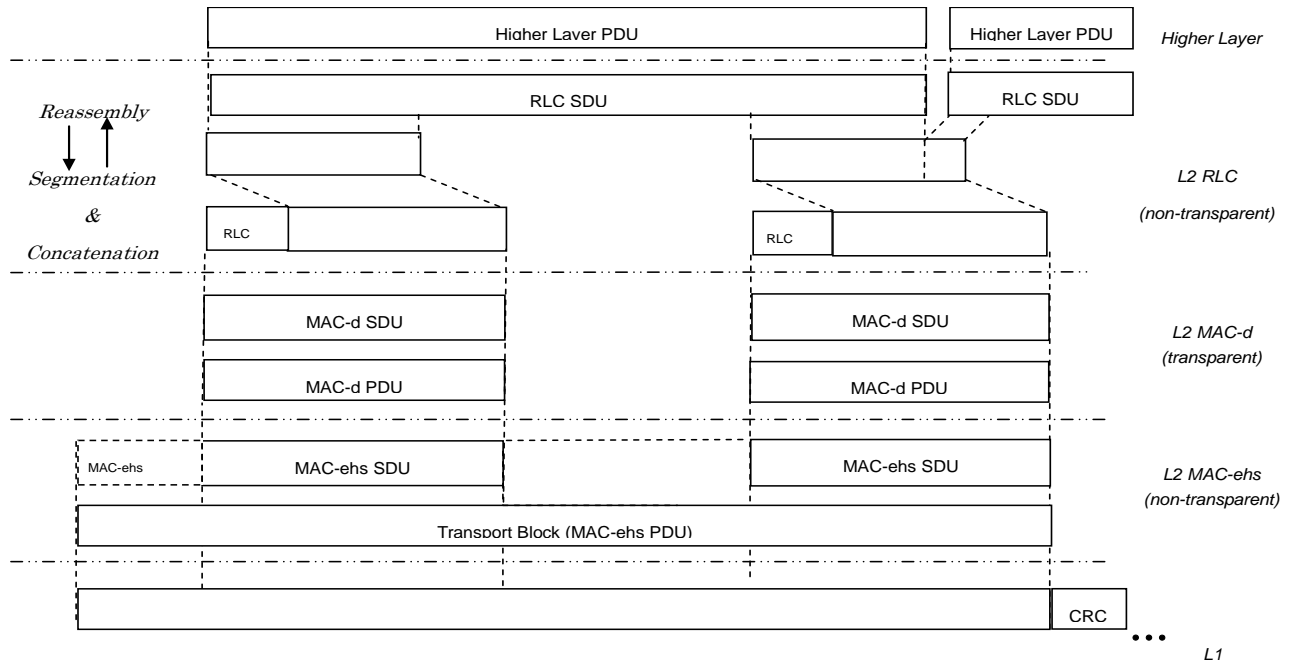 Higher Layer PDU
Higher Layer PDU
Higher Layer
RLC SDU
RLC SDU
Reassembly
Segmentation
&
Concatenation
L2 RLC
(non-transparent)
RLC
RLC
MAC-d SDU
MAC-d SDU
L2 MAC-d
(transparent)
MAC-d PDU
MAC-d PDU
MAC-ehs
MAC-ehs SDU
MAC-ehs SDU
L2 MAC-ehs
(non-transparent)
Transport Block (MAC-ehs PDU)
CRC
L1